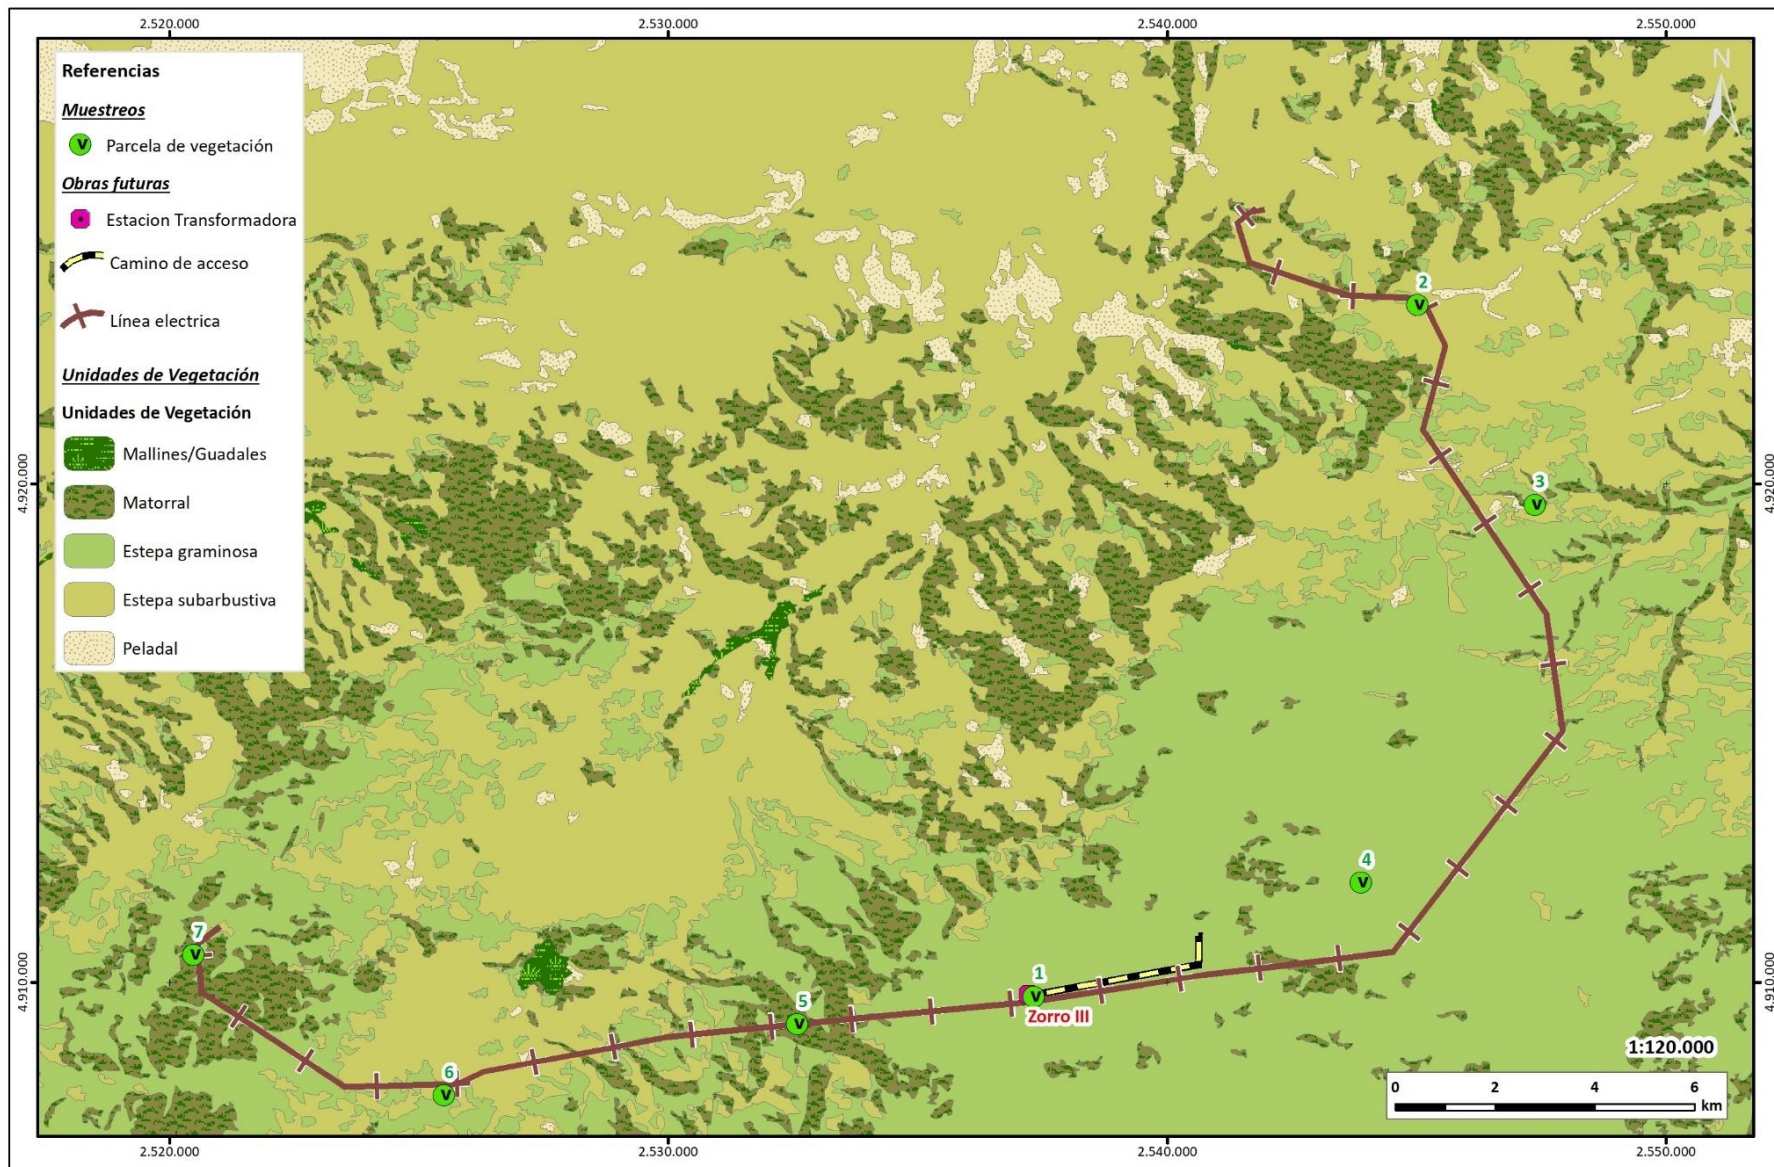 2.520.000
2.530.000
2.540.000
2.550.000
N
Referencias
Muestreos
V Parcela de vegetación
Obras futuras
Estacion Transformadora
Camino de acceso
Línea electrica
Unidades de Vegetación
Unidades de Vegetación
Mallines/Guadales
Matorral
Estepa graminosa
Estepa subarbustiva
Peladal
4.920.000
4.920.000
2
V
3
V
4
V
7
V
1
V
Zorro III
5
V
6
V
4.910.000
4.910.000
1:120.000
0 2 4 6
km
2.520.000
2.530.000
2.540.000
2.550.000